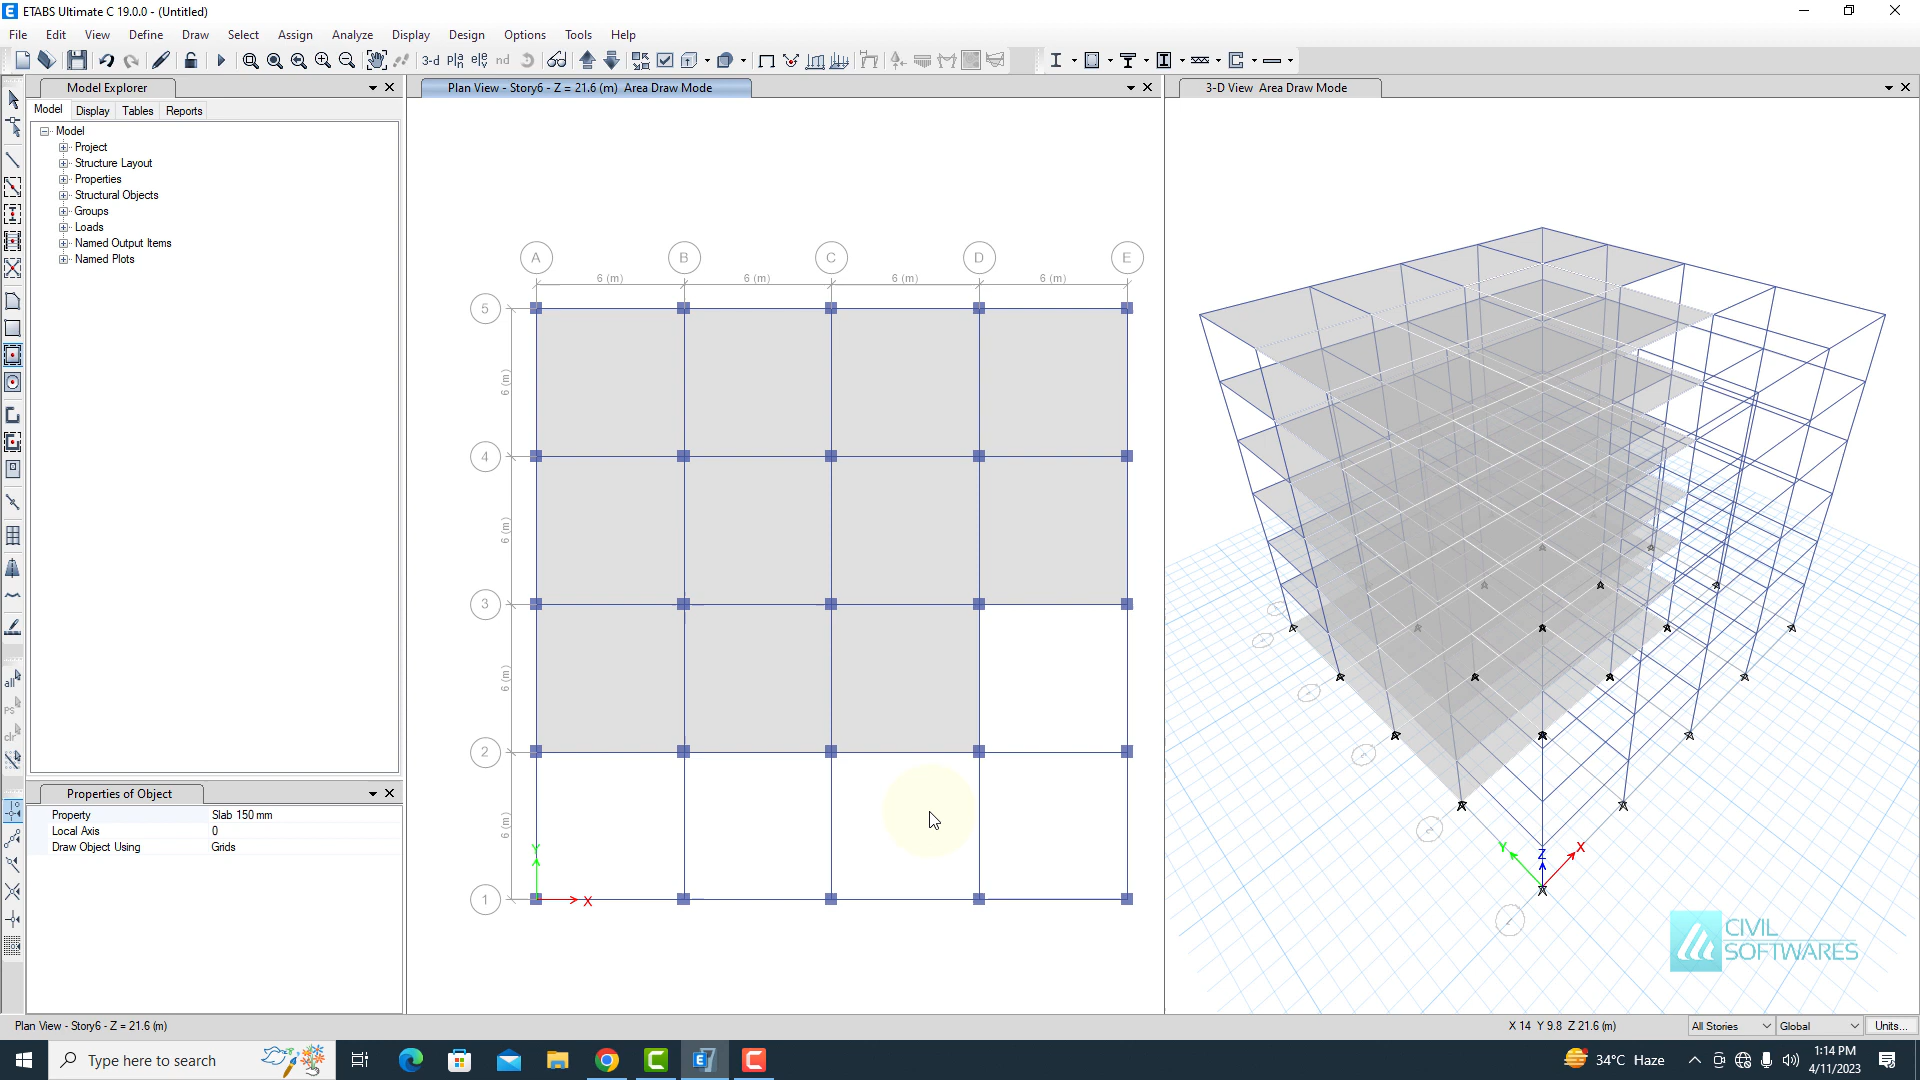 ETABS Ultimate C 19.0.0 - (Untitled)
File Edit View Define Draw Select Assign Analyze Display Design Options Tools Help
3-d nd
Model Explorer
Plan View - Story6 - Z = 21.6 (m) Area Draw Mode
3-D View Area Draw Mode
Model Display Tables Reports
Model
Project
Structure Layout
Properties
Structural Objects
Groups
Loads
Named Output Items
Named Plots
A B C D E
6 (m) 6 (m) 6 (m) 6 (m)
5
6 (m)
4
6 (m)
3
6 (m)
2
6 (m)
1
Y
X
all
ps
clr
Properties of Object
Property Slab 150 mm
Local Axis 0
Draw Object Using Grids
Y Z X
CIVIL
SOFTWARES
Plan View - Story6 - Z = 21.6 (m)
X 14 Y 9.8 Z 21.6 (m)
All Stories
Global
Units...
Type here to search
34°C Haze
1:14 PM
4/11/2023